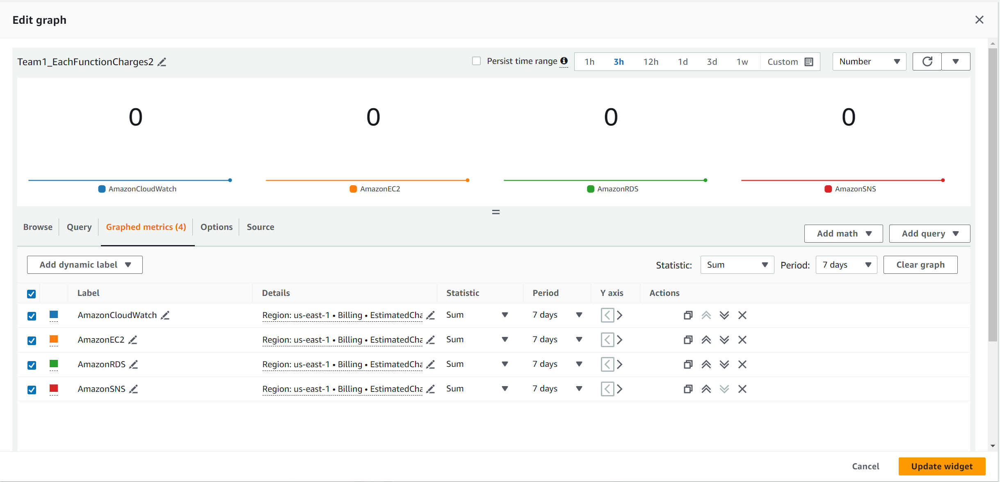 Edit graph
Team1_EachFunctionCharges2
Persist time range
1h 3h 12h 1d 3d 1w Custom
Number
0 0 0 0
AmazonCloudWatch AmazonEC2 AmazonRDS AmazonSNS
Browse Query Graphed metrics (4) Options Source
Add math Add query
Add dynamic label Statistic: Sum Period: 7 days Clear graph
Label Details Statistic Period Y axis Actions
AmazonCloudWatch Region: us-east-1 • Billing • EstimatedCha Sum 7 days
AmazonEC2 Region: us-east-1 • Billing • EstimatedCha Sum 7 days
AmazonRDS Region: us-east-1 • Billing • EstimatedCha Sum 7 days
AmazonSNS Region: us-east-1 • Billing • EstimatedCha Sum 7 days
Cancel Update widget